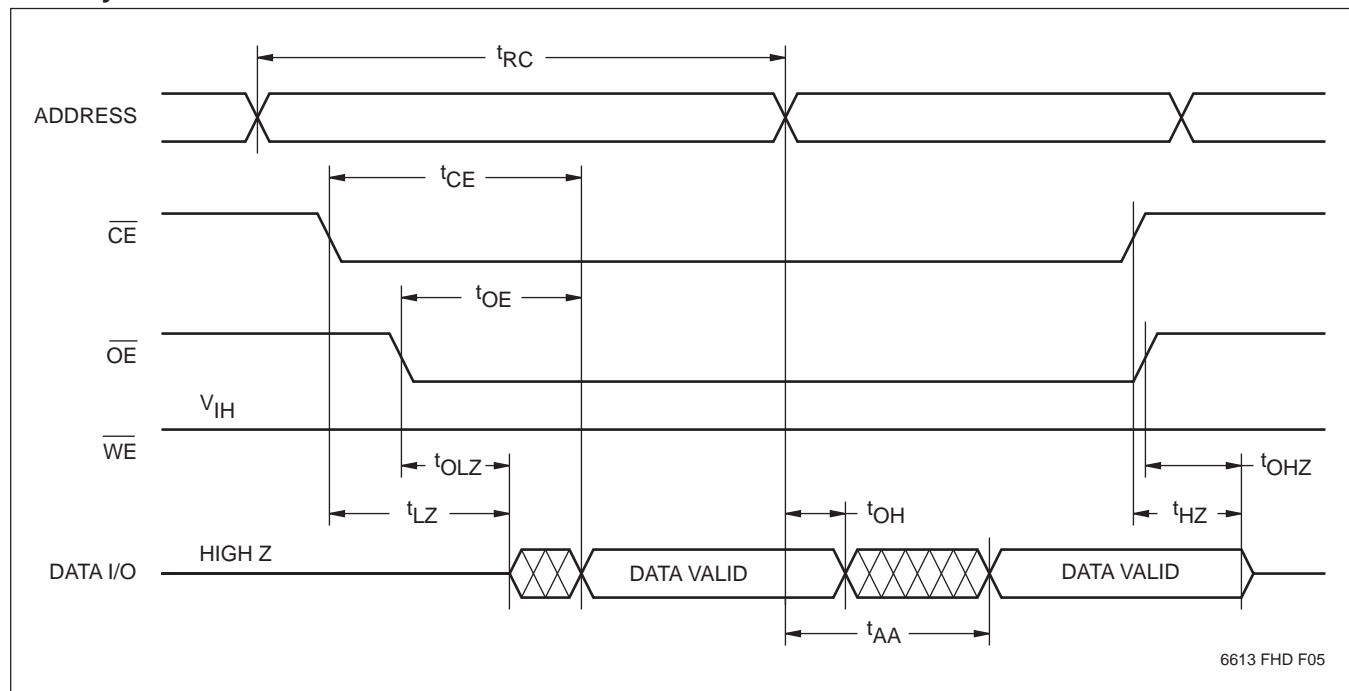 tRC
ADDRESS
tCE
CE
tOE
OE
VIH
WE
tOLZ
tOHZ
tLZ
tOH
tHZ
HIGH Z
DATA I/O
DATA VALID
DATA VALID
tAA
6613 FHD F05